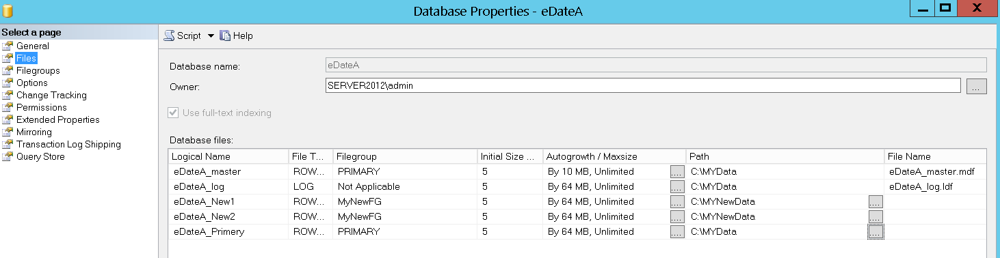 Database Properties - eDateA
X
Select a page
General
Files
Filegroups
Options
Change Tracking
Permissions
Extended Properties
Mirroring
Transaction Log Shipping
Query Store
Script Help
Database name: eDateA
Owner: SERVER2012\admin ...
Use full-text indexing
Database files:
Logical Name File T... Filegroup Initial Size ... Autogrowth / Maxsize Path File Name
eDateA_master ROW... PRIMARY 5 By 10 MB, Unlimited .... C:\MYData eDateA_master.mdf
eDateA_log LOG Not Applicable 5 By 64 MB, Unlimited .... C:\MYData eDateA_log.ldf
eDateA_New1 ROW... MyNewFG 5 By 64 MB, Unlimited .... C:\MYNewData ....
eDateA_New2 ROW... MyNewFG 5 By 64 MB, Unlimited .... C:\MYNewData ....
eDateA_Primery ROW... PRIMARY 5 By 64 MB, Unlimited .... C:\MYData ....